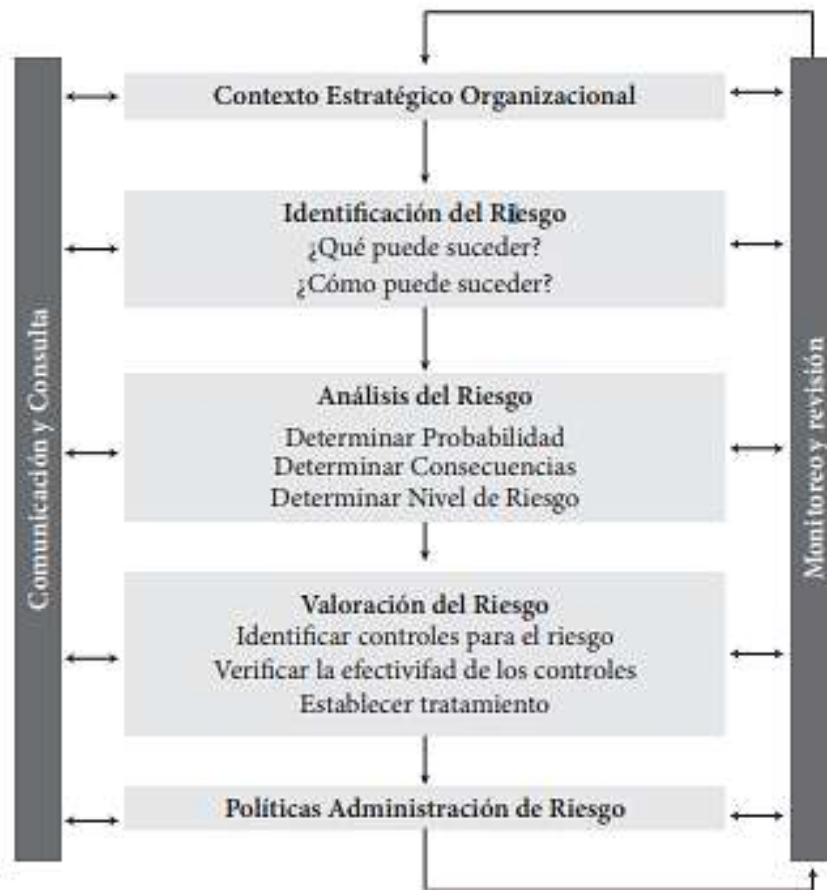 Contexto Estratégico Organizacional
Identificación del Riesgo
¿Qué puede suceder?
¿Cómo puede suceder?
Análisis del Riesgo
Determinar Probabilidad
Determinar Consecuencias
Determinar Nivel de Riesgo
Valoración del Riesgo
Identificar controles para el riesgo
Verificar la efectivifad de los controles
Establecer tratamiento
Políticas Administración de Riesgo
Comunicación y Consulta
Monitoreo y revisión